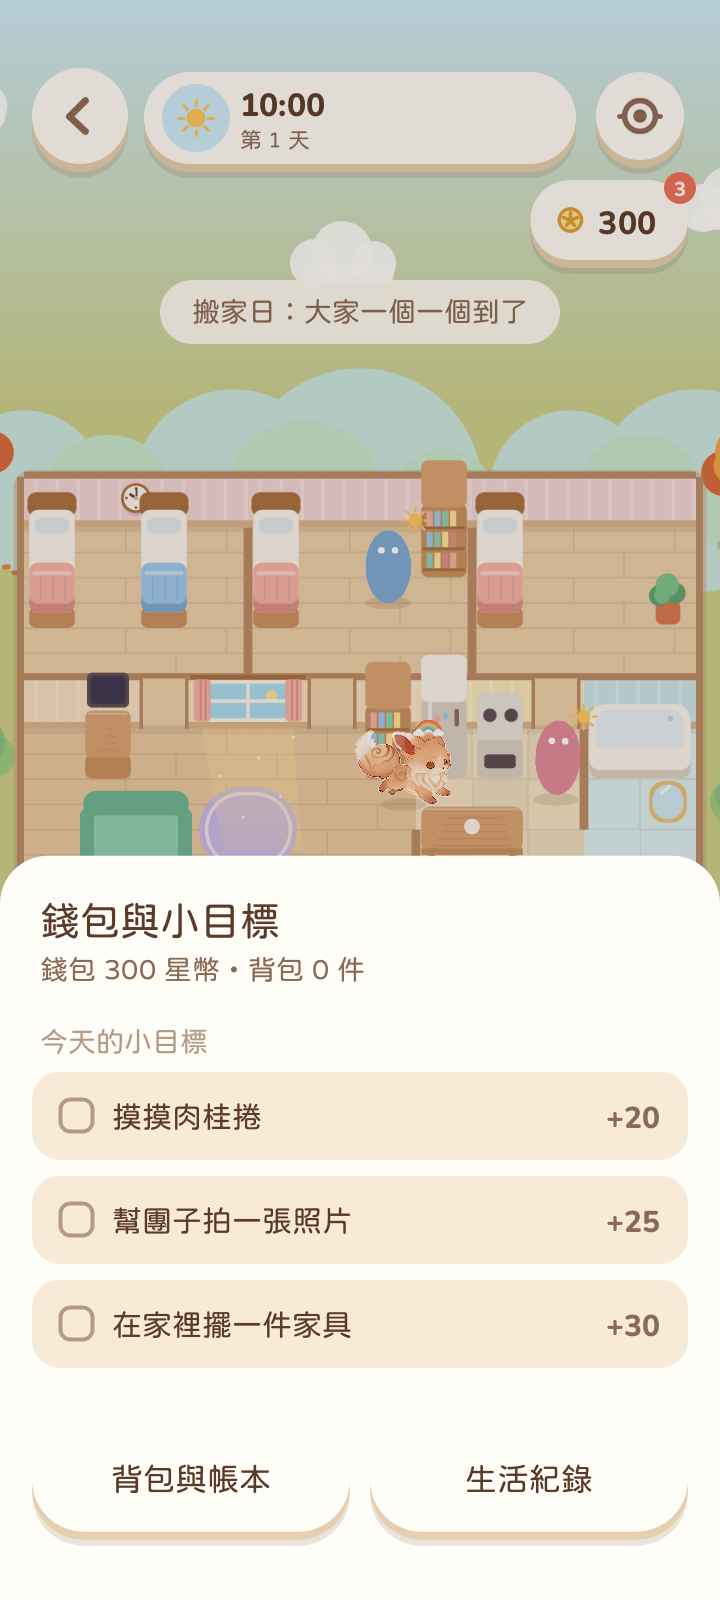 10:00
第 1 天
3
300
搬家日：大家一個一個到了
錢包與小目標
錢包 300 星幣・背包 0 件
今天的小目標
摸摸肉桂捲
+20
幫團子拍一張照片
+25
在家裡擺一件家具
+30
背包與帳本
生活紀錄